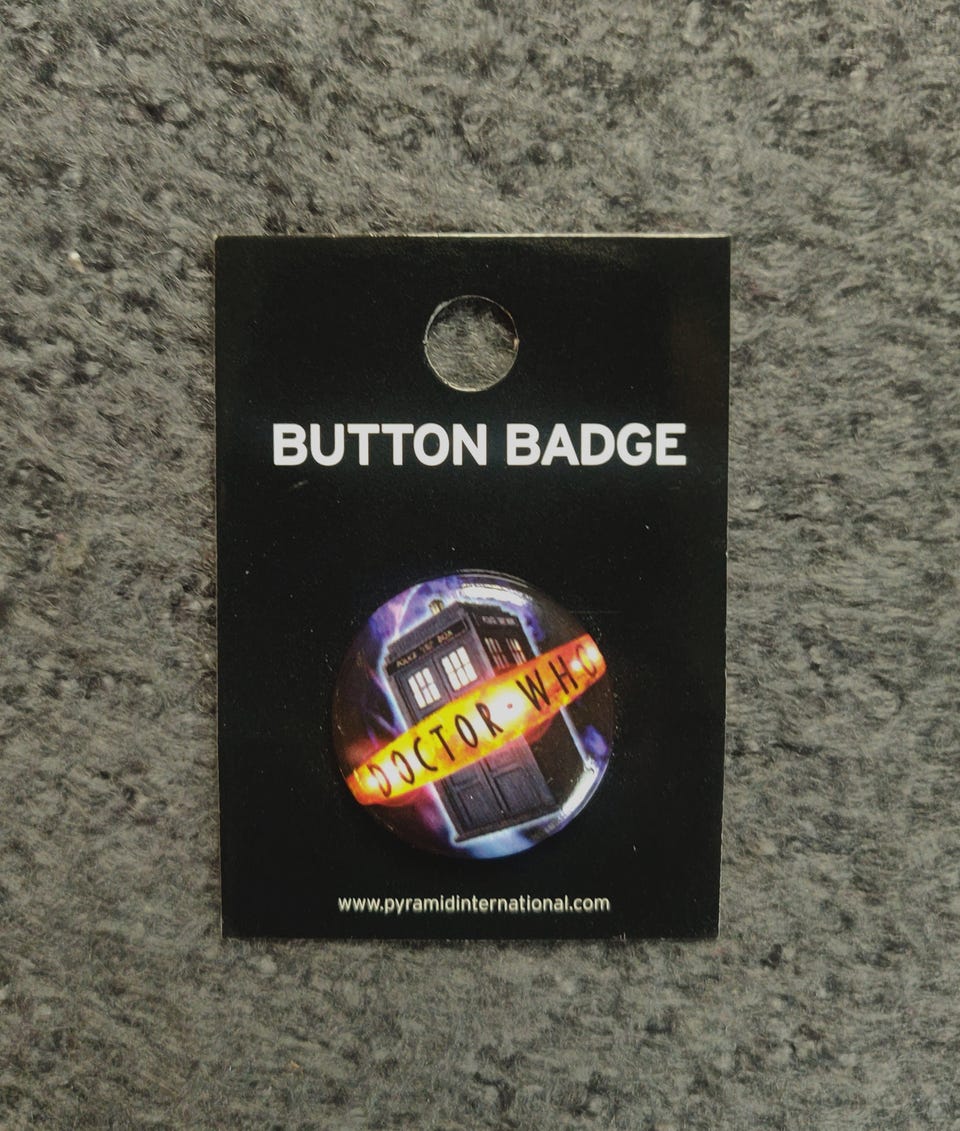 BUTTON BADGE
DOCTOR·WHO
www.pyramidinternational.com